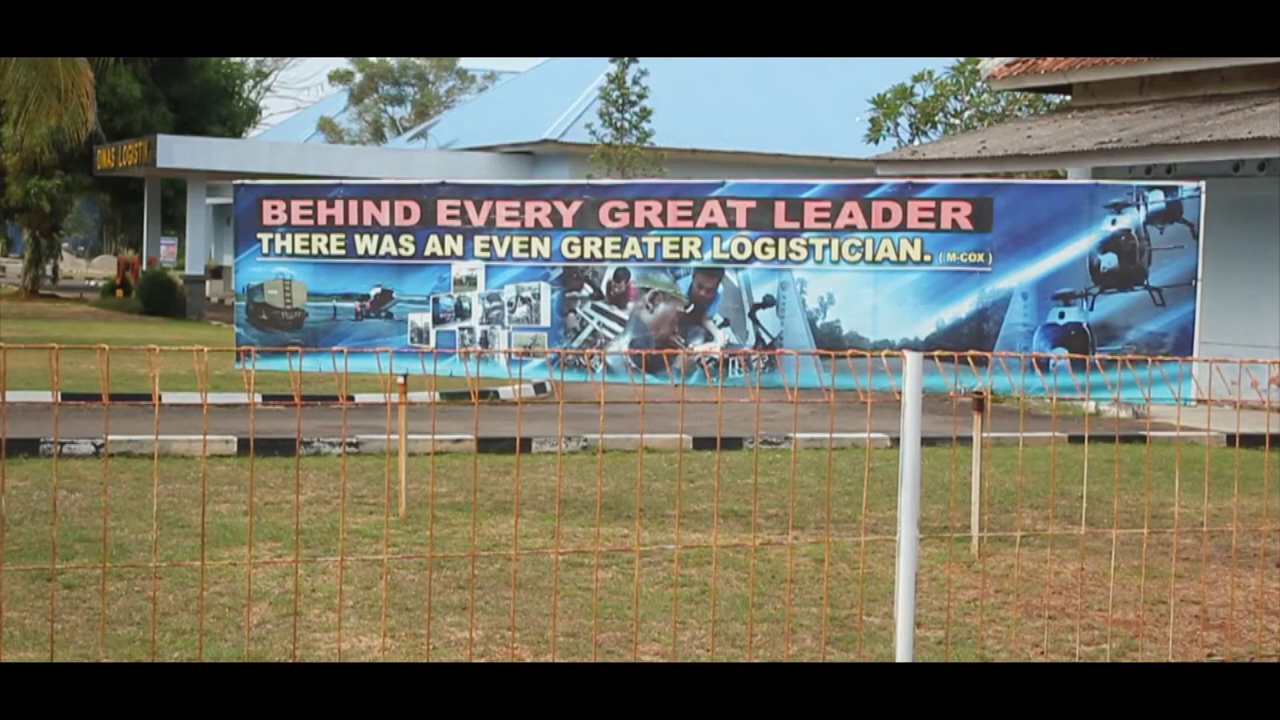 DINAS LOGISTIK
BEHIND EVERY GREAT LEADER
THERE WAS AN EVEN GREATER LOGISTICIAN. (M-COX)